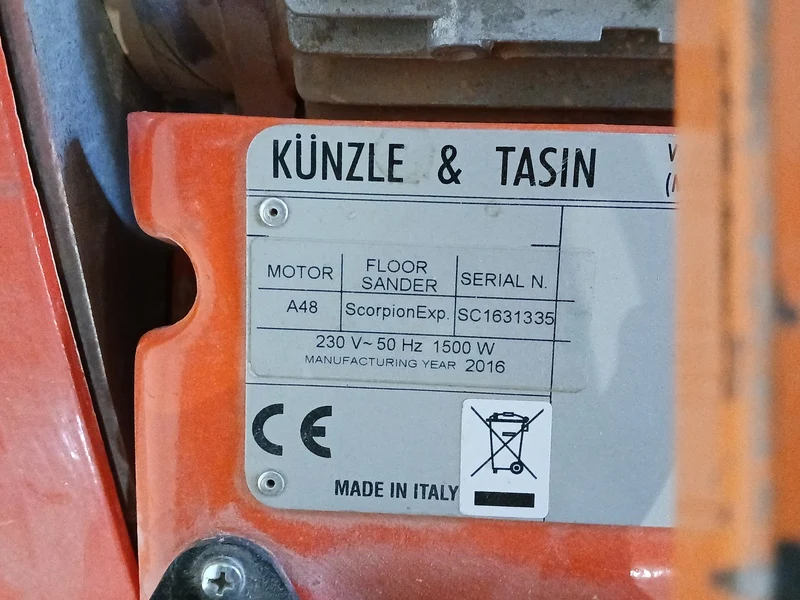 KÜNZLE & TASIN
MOTOR FLOOR SANDER SERIAL N.
A48 ScorpionExp. SC1631335
230 V~ 50 Hz 1500 W
MANUFACTURING YEAR 2016
CE
MADE IN ITALY